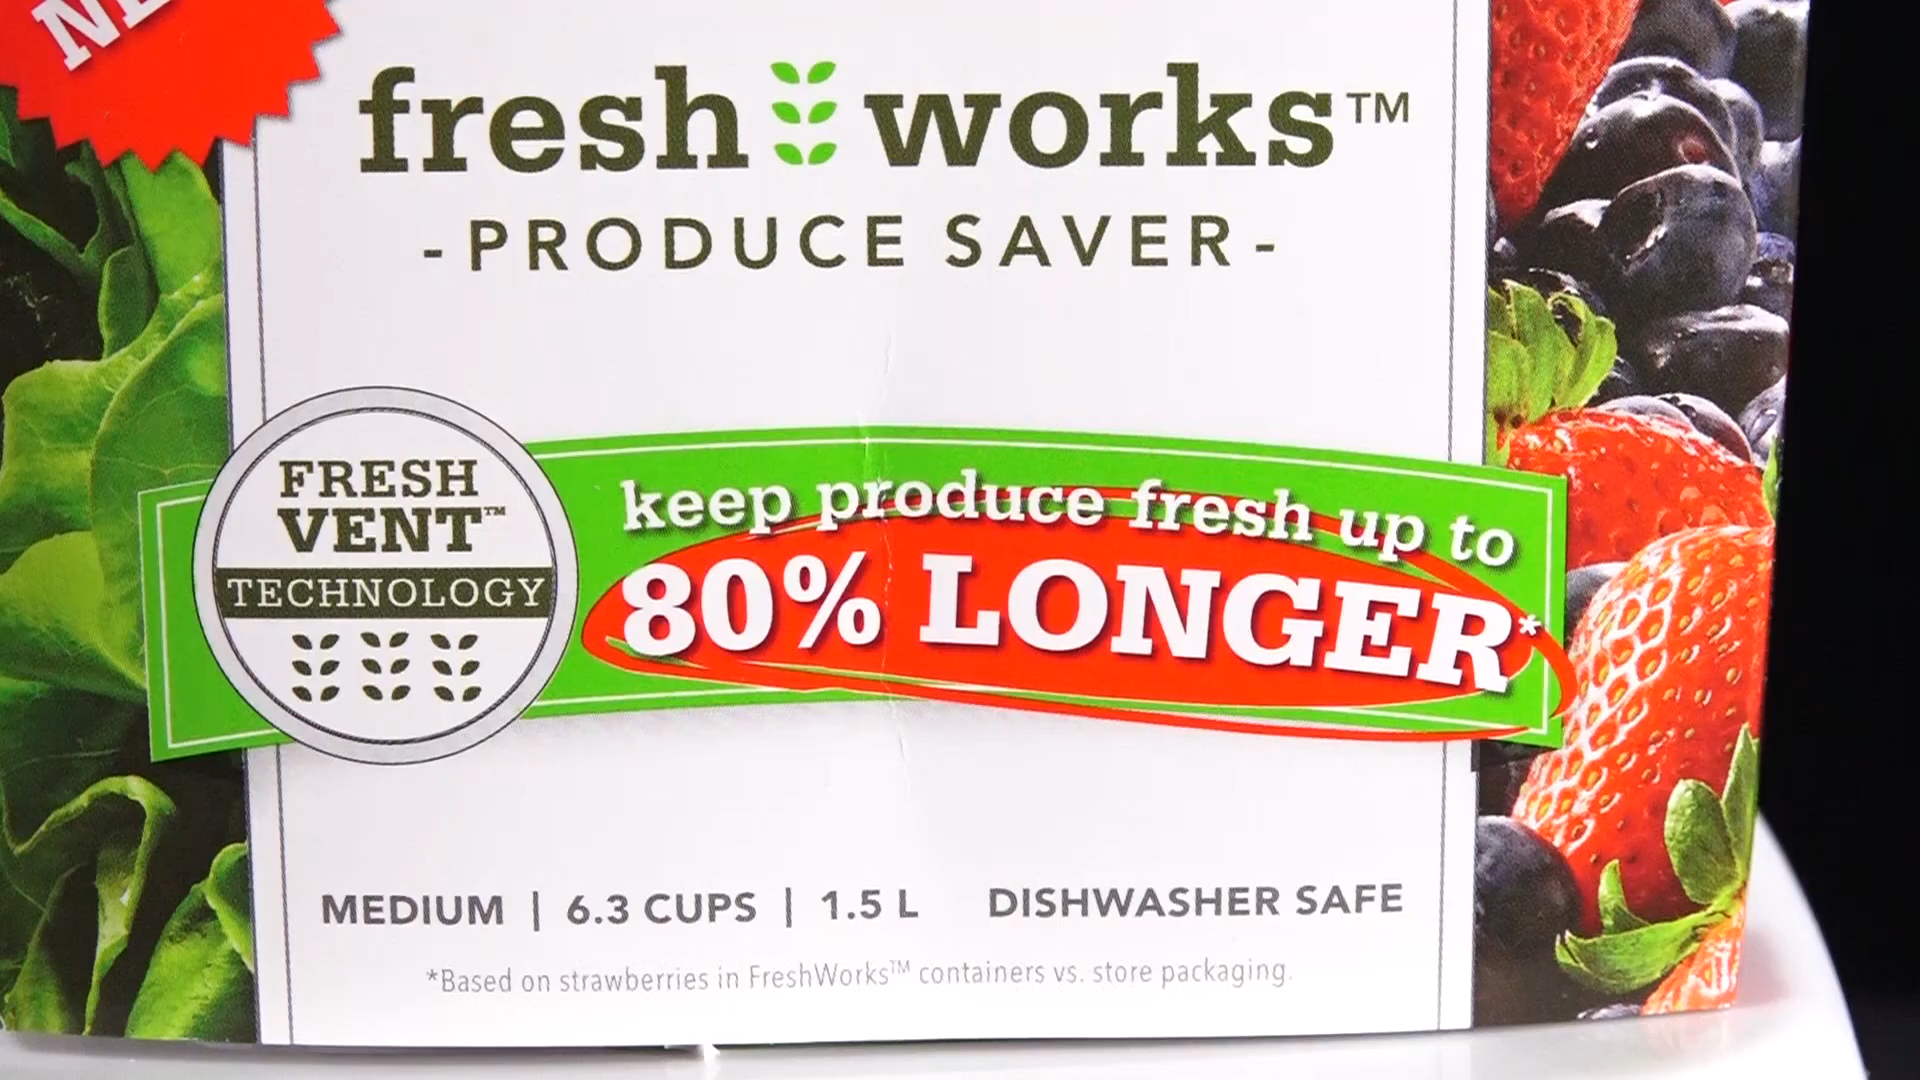 fresh works™
-PRODUCE SAVER-
FRESH
VENT™
TECHNOLOGY
keep produce fresh up to
80% LONGER*
MEDIUM | 6.3 CUPS | 1.5 L DISHWASHER SAFE
*Based on strawberries in FreshWorks™ containers vs. store packaging.